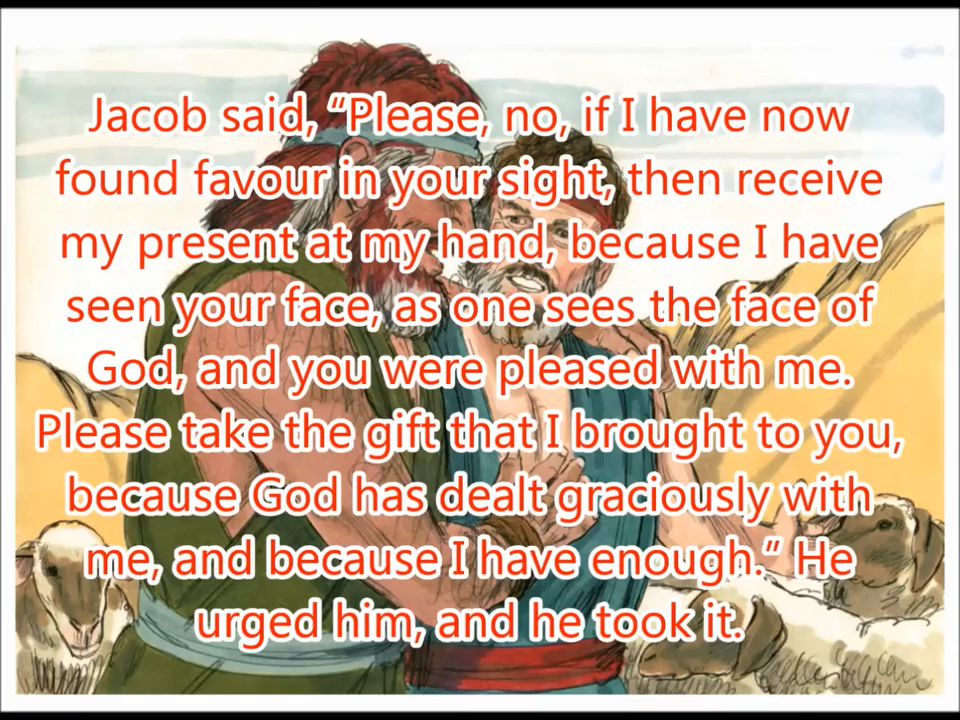 Jacob said, “Please, no, if I have now
found favour in your sight, then receive
my present at my hand, because I have
seen your face, as one sees the face of
God, and you were pleased with me.
Please take the gift that I brought to you,
because God has dealt graciously with
me, and because I have enough.” He
urged him, and he took it.